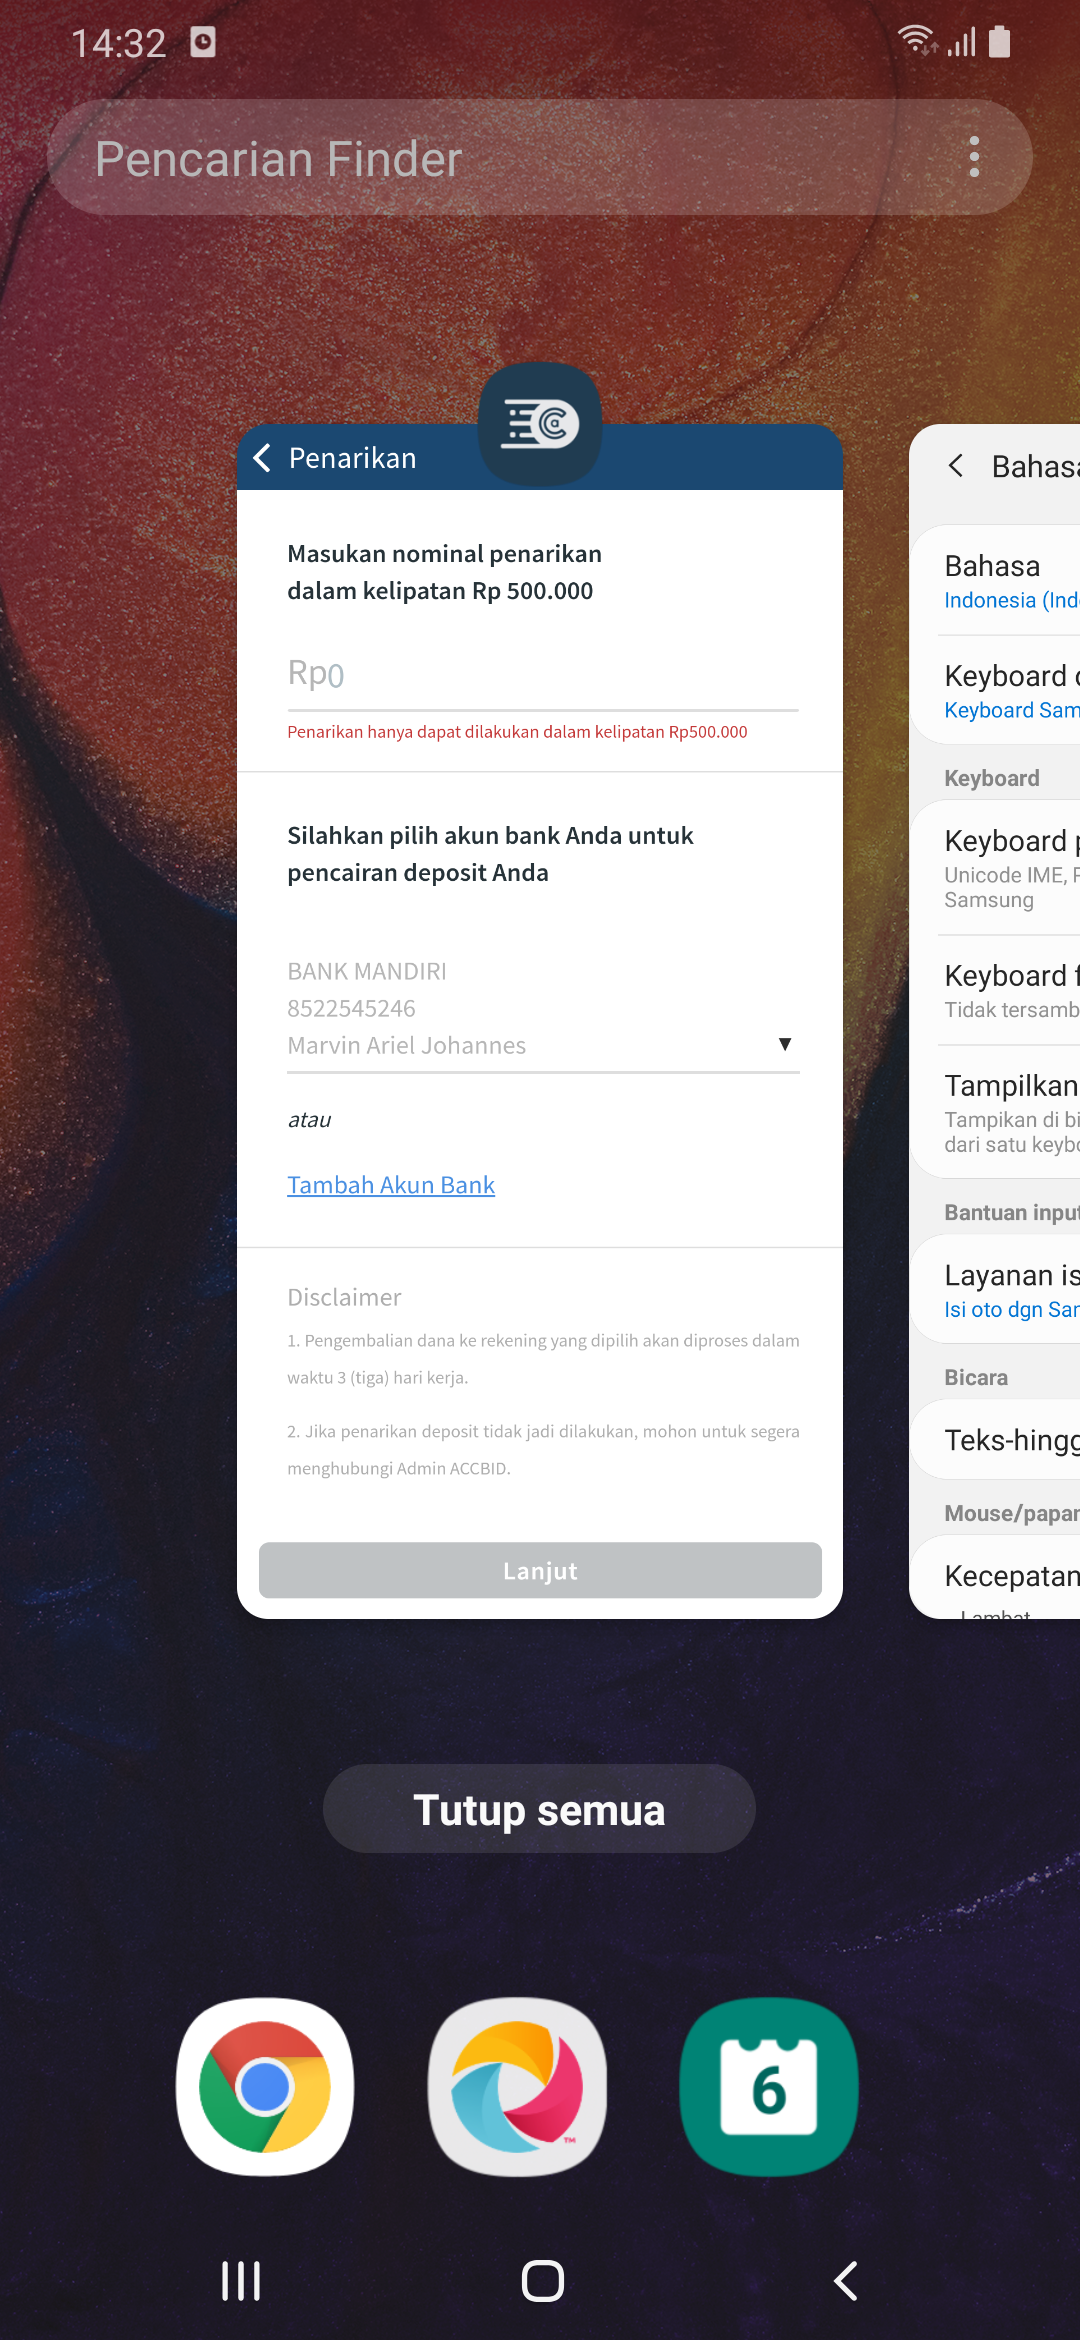 14:32
Pencarian Finder
Penarikan
Masukan nominal penarikan
dalam kelipatan Rp 500.000
Rp0
Penarikan hanya dapat dilakukan dalam kelipatan Rp500.000
Silahkan pilih akun bank Anda untuk
pencairan deposit Anda
BANK MANDIRI
8522545246
Marvin Ariel Johannes
▼
atau
Tambah Akun Bank
Disclaimer
1. Pengembalian dana ke rekening yang dipilih akan diproses dalam
waktu 3 (tiga) hari kerja.
2. Jika penarikan deposit tidak jadi dilakukan, mohon untuk segera
menghubungi Admin ACCBID.
Lanjut
Bahasa
Bahasa
Indonesia (Ind
Keyboard
Keyboard Sam
Keyboard
Keyboard p
Unicode IME, P
Samsung
Keyboard f
Tidak tersamb
Tampilkan
Tampikan di bi
dari satu keybo
Bantuan input
Layanan is
Isi oto dgn Sam
Bicara
Teks-hingg
Mouse/papan
Kecepatan
Lambat
Tutup semua
6
TM